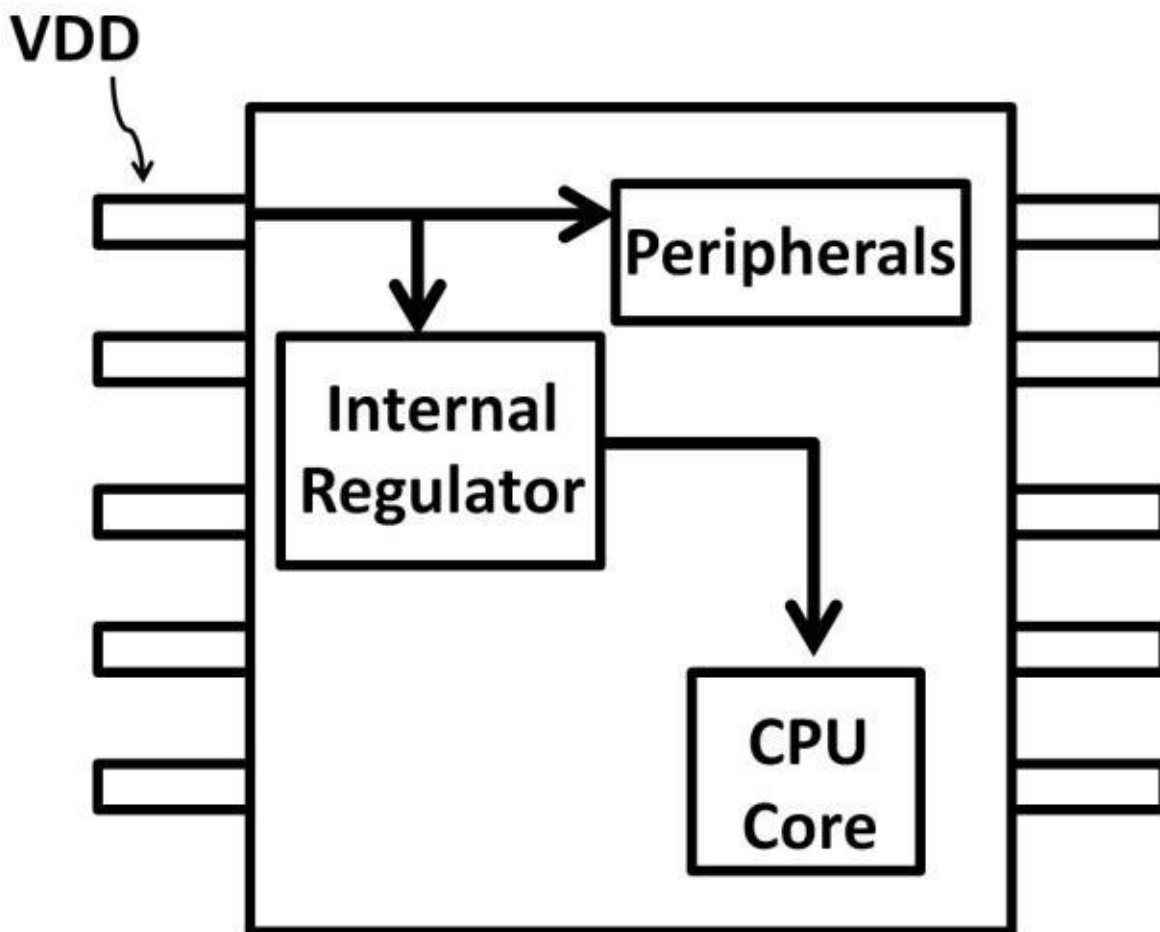 VDD
Peripherals
Internal
Regulator
CPU
Core